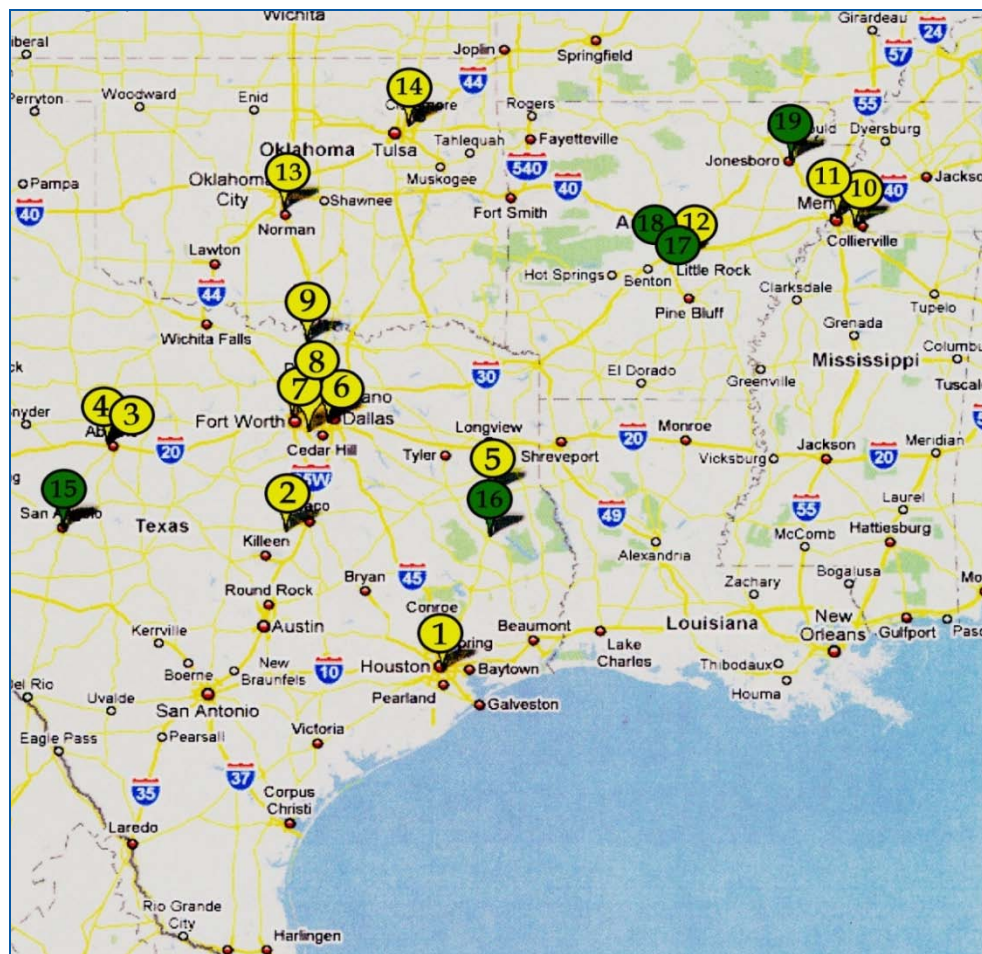 Wichita
Girardeau
24
57
Joplin
Springfield
iberal
44
14
Perryton
Woodward
Enid
Rogers
55
Dyersburg
Fayetteville
Tulsa
Tahlequah
Muskogee
Oklahoma
540
40
19
Jonesboro
Jackson
13
Oklahoma
City
Pampa
40
Shawnee
Norman
Fort Smith
11
10
40
Collierville
18
12
17
Little Rock
Hot Springs
Benton
Pine Bluff
Clarksdale
Tupelo
Lawton
44
Wichita Falls
9
Grenada
Mississippi
Columbu
8
30
El Dorado
Greenville
Tuscalu
7
6
Fort Worth
Dallas
Cedar Hill
4
3
Snyder
20
Longview
Tyler
5
Shreveport
20
Monroe
Vicksburg
Jackson
20
Meridian
15
Texas
2
16
49
55
Laurel
Hattiesburg
McComb
Killeen
Alexandria
Bogalusa
Zachary
Bryan
45
Round Rock
Austin
Conroe
1
Beaumont
Lake
Charles
Louisiana
New
Orleans
Gulfport
Kerrville
Boerne
New
Braunfels
10
Houston
Baytown
Pearland
Galveston
Thibodaux
Houma
Del Rio
Uvalde
San Antonio
Victoria
Eagle Pass
Pearsall
37
35
Corpus
Christi
Laredo
Rio Grande
City
Harlingen